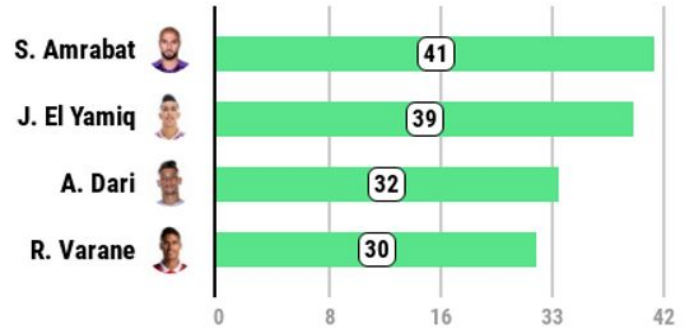 S. Amrabat 41
J. El Yamiq 39
A. Dari 32
R. Varane 30
0 8 16 33 42